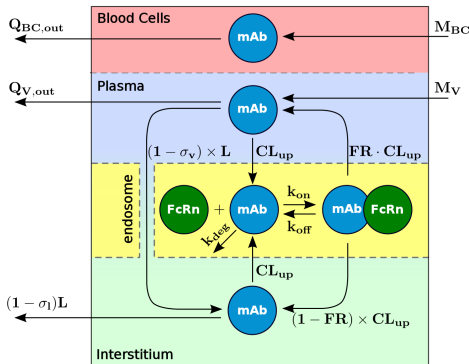 Blood Cells
Q_BC,out
mAb
M_BC
Q_V,out
Plasma
mAb
M_V
(1 − σ_v) × L
CL_up
FR · CL_up
endosome
FcRn + mAb
k_on
k_off
mAb FcRn
k_deg
CL_up
(1 − σ_l)L
mAb
(1 − FR) × CL_up
Interstitium